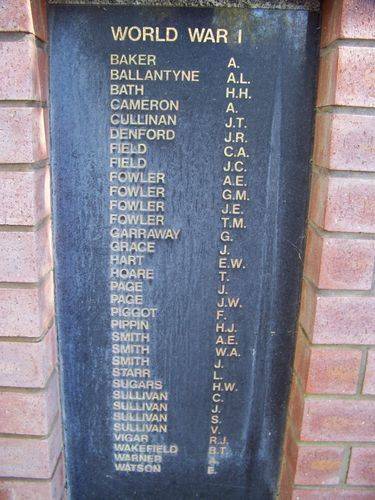 WORLD WAR I
BAKER A.
BALLANTYNE A.L.
BATH H.H.
CAMERON A.
CULLINAN J.T.
DENFORD J.R.
FIELD C.A.
FIELD J.C.
FOWLER A.E.
FOWLER G.M.
FOWLER J.E.
FOWLER T.M.
GARRAWAY G.
GRACE J.
HART E.W.
HOARE T.
PAGE J.
PAGE J.W.
PIGGOT F.
PIPPIN H.J.
SMITH A.E.
SMITH W.A.
SMITH J.
STARR L.
SUGARS H.W.
SULLIVAN C.
SULLIVAN J.
SULLIVAN S.
SULLIVAN V.
VIGAR R.J.
WAKEFIELD B.T.
WARNER A.
WATSON E.